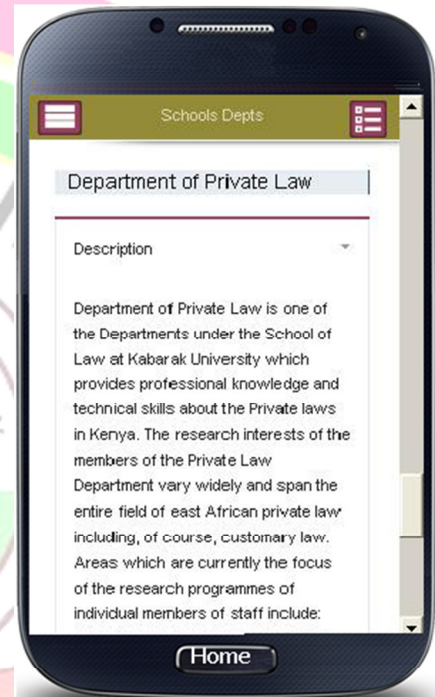 Schools Depts
Department of Private Law
Description
Department of Private Law is one of
the Departments under the School of
Law at Kabarak University which
provides professional knowledge and
technical skills about the Private laws
in Kenya. The research interests of the
members of the Private Law
Department vary widely and span the
entire field of east African private law
including, of course, customary law.
Areas which are currently the focus
of the research programmes of
individual members of staff include:
Home